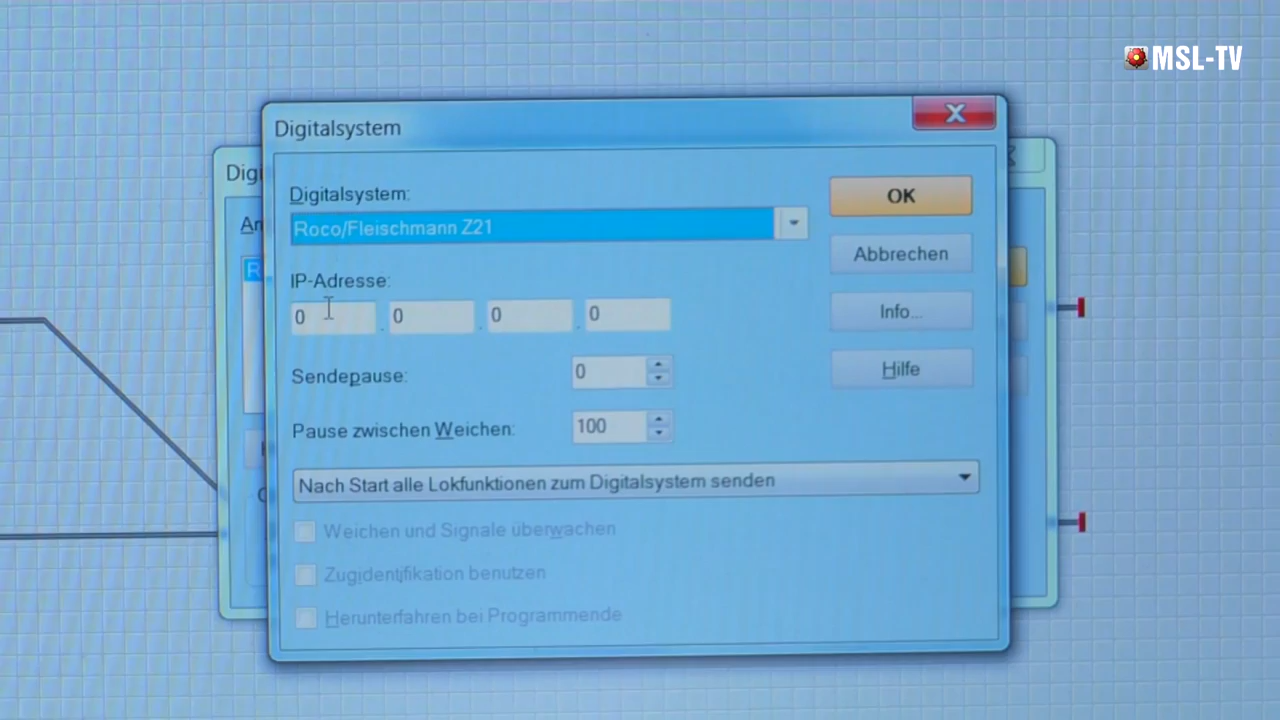 MSL-TV
Digitalsystem
Digi
Digitalsystem:
OK
An
Roco/Fleischmann Z21
Abbrechen
R
IP-Adresse:
0 . 0 . 0 . 0
Info...
Sendepause:
0
Hilfe
Pause zwischen Weichen:
100
Nach Start alle Lokfunktionen zum Digitalsystem senden
Weichen und Signale überwachen
Zugidentifikation benutzen
Herunterfahren bei Programmende